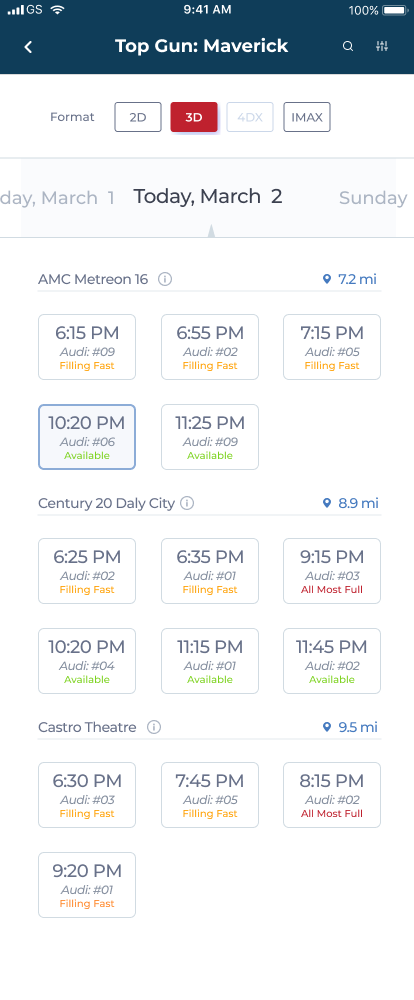 GS 9:41 AM 100%
Top Gun: Maverick
Format 2D 3D 4DX IMAX
day, March 1 Today, March 2 Sunday
AMC Metreon 16 7.2 mi
6:15 PM 6:55 PM 7:15 PM
Audi: #09 Audi: #02 Audi: #05
Filling Fast Filling Fast Filling Fast
10:20 PM 11:25 PM
Audi: #06 Audi: #09
Available Available
Century 20 Daly City 8.9 mi
6:25 PM 6:35 PM 9:15 PM
Audi: #02 Audi: #01 Audi: #03
Filling Fast Filling Fast All Most Full
10:20 PM 11:15 PM 11:45 PM
Audi: #04 Audi: #01 Audi: #02
Available Available Available
Castro Theatre 9.5 mi
6:30 PM 7:45 PM 8:15 PM
Audi: #03 Audi: #05 Audi: #02
Filling Fast Filling Fast All Most Full
9:20 PM
Audi: #01
Filling Fast